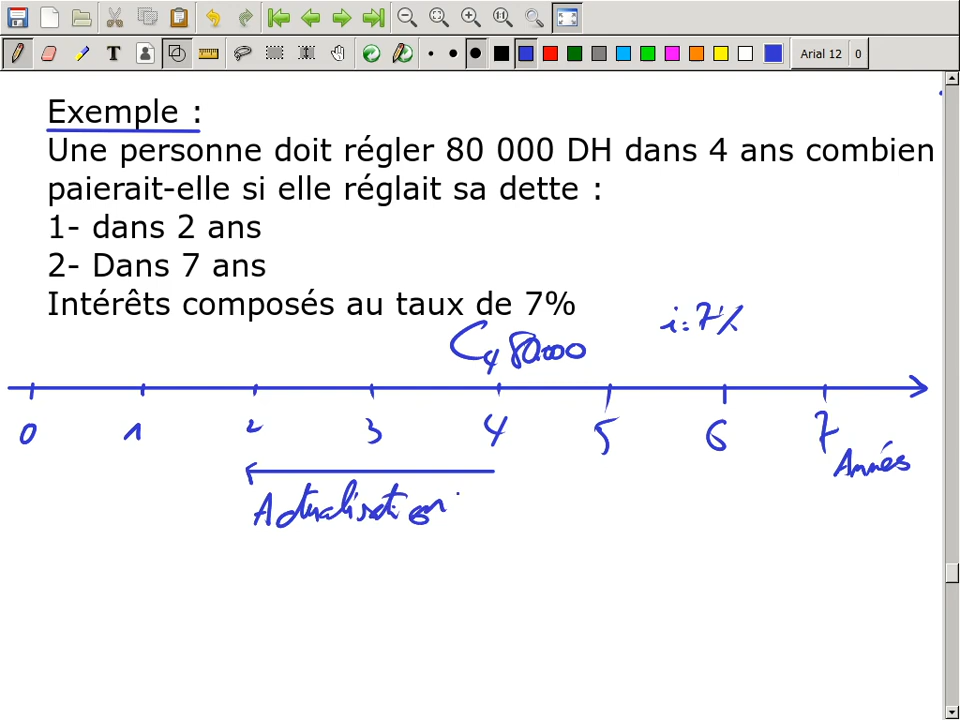 T
Arial 12
0
Exemple :
Une personne doit régler 80 000 DH dans 4 ans combien
paierait-elle si elle réglait sa dette :
1- dans 2 ans
2- Dans 7 ans
Intérêts composés au taux de 7%
i=7%
C4 80.000
0 1 2 3 4 5 6 7
Années
Actualisation